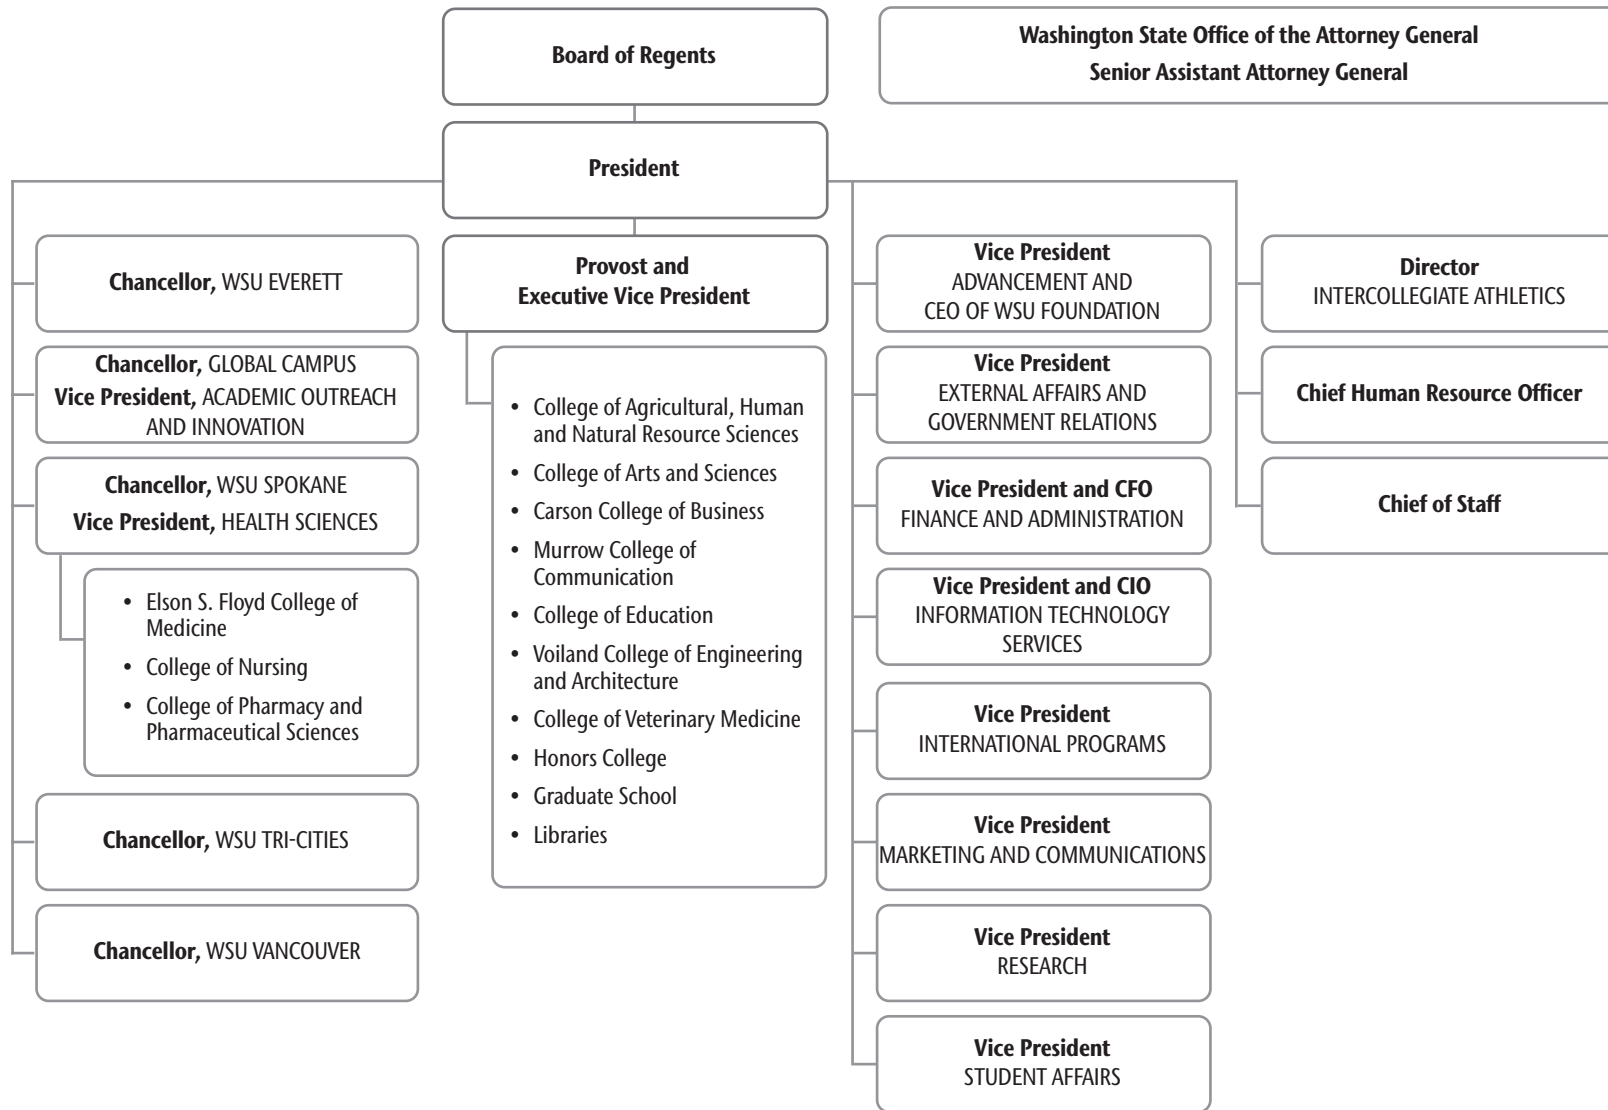 Board of Regents
Washington State Office of the Attorney General
Senior Assistant Attorney General
President
Chancellor, WSU EVERETT
Chancellor, GLOBAL CAMPUS
Vice President, ACADEMIC OUTREACH
AND INNOVATION
Chancellor, WSU SPOKANE
Vice President, HEALTH SCIENCES
• Elson S. Floyd College of
Medicine
• College of Nursing
• College of Pharmacy and
Pharmaceutical Sciences
Chancellor, WSU TRI-CITIES
Chancellor, WSU VANCOUVER
Provost and
Executive Vice President
• College of Agricultural, Human
and Natural Resource Sciences
• College of Arts and Sciences
• Carson College of Business
• Murrow College of
Communication
• College of Education
• Voiland College of Engineering
and Architecture
• College of Veterinary Medicine
• Honors College
• Graduate School
• Libraries
Vice President
ADVANCEMENT AND
CEO OF WSU FOUNDATION
Vice President
EXTERNAL AFFAIRS AND
GOVERNMENT RELATIONS
Vice President and CFO
FINANCE AND ADMINISTRATION
Vice President and CIO
INFORMATION TECHNOLOGY
SERVICES
Vice President
INTERNATIONAL PROGRAMS
Vice President
MARKETING AND COMMUNICATIONS
Vice President
RESEARCH
Vice President
STUDENT AFFAIRS
Director
INTERCOLLEGIATE ATHLETICS
Chief Human Resource Officer
Chief of Staff